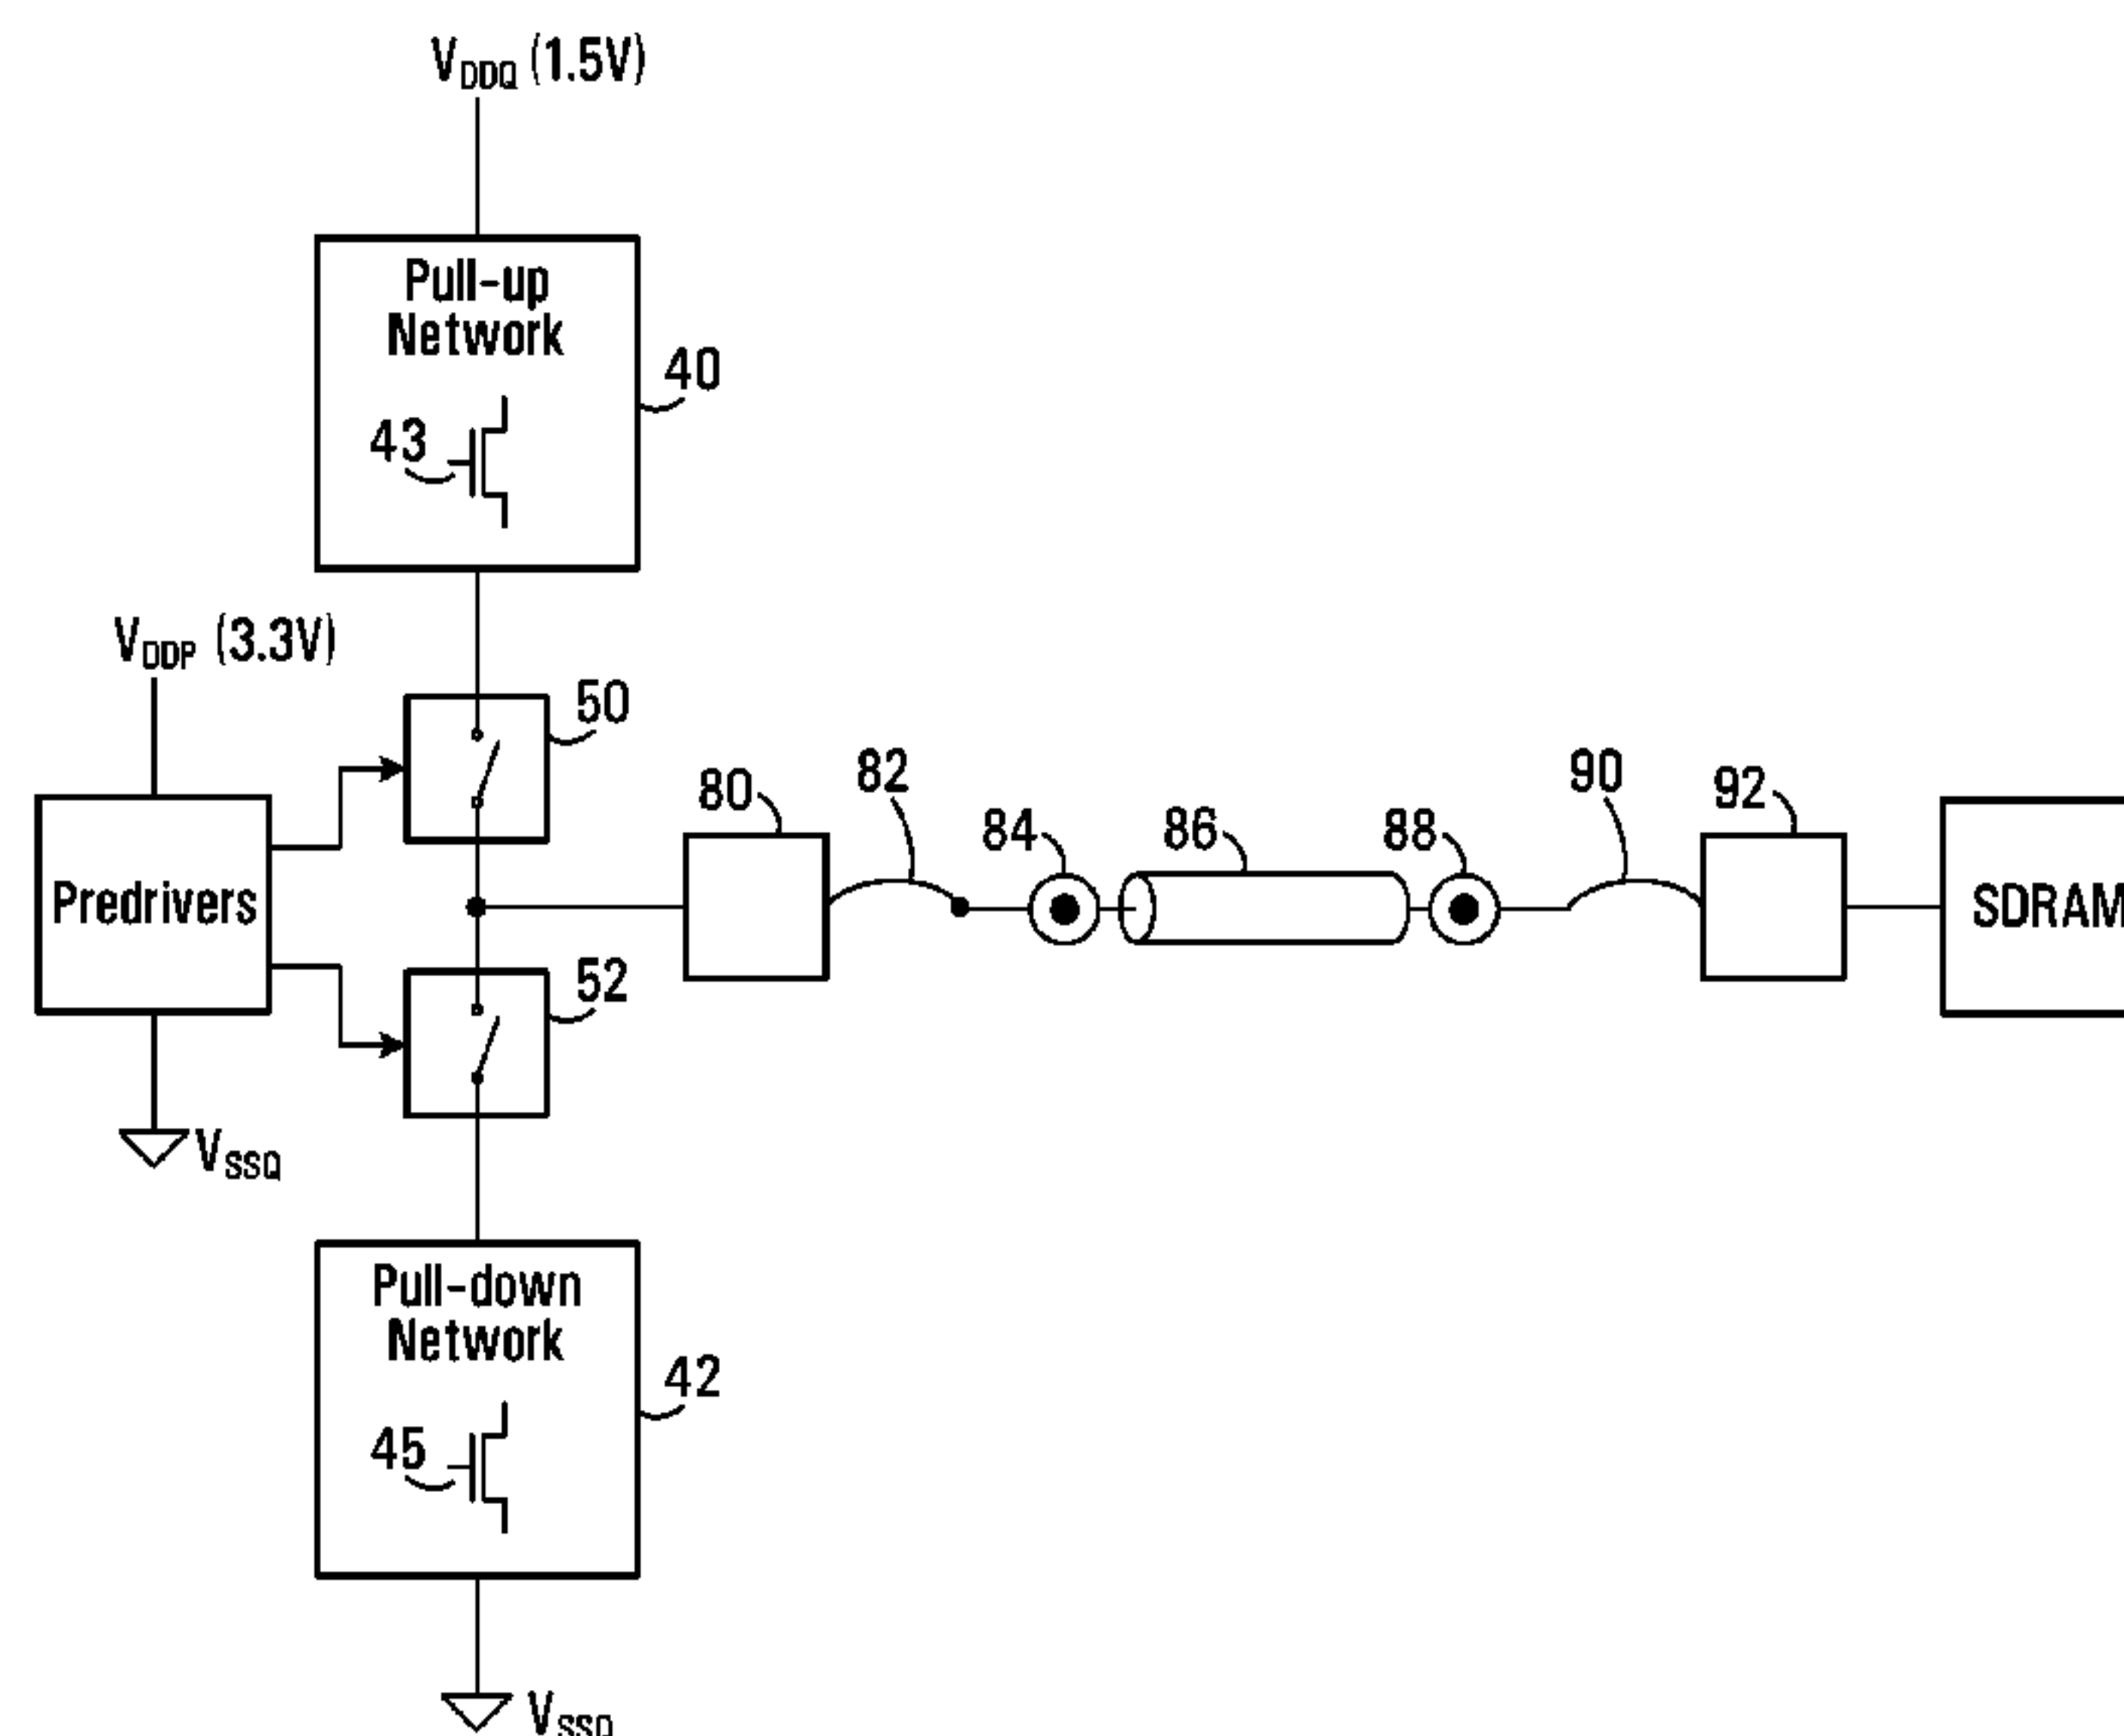 VDDQ (1.5V)
Pull-up
Network
40
43
VDDP (3.3V)
50
Predrivers
80
82
84
86
88
90
92
SDRAM
52
VSSQ
Pull-down
Network
42
45
VSSQ